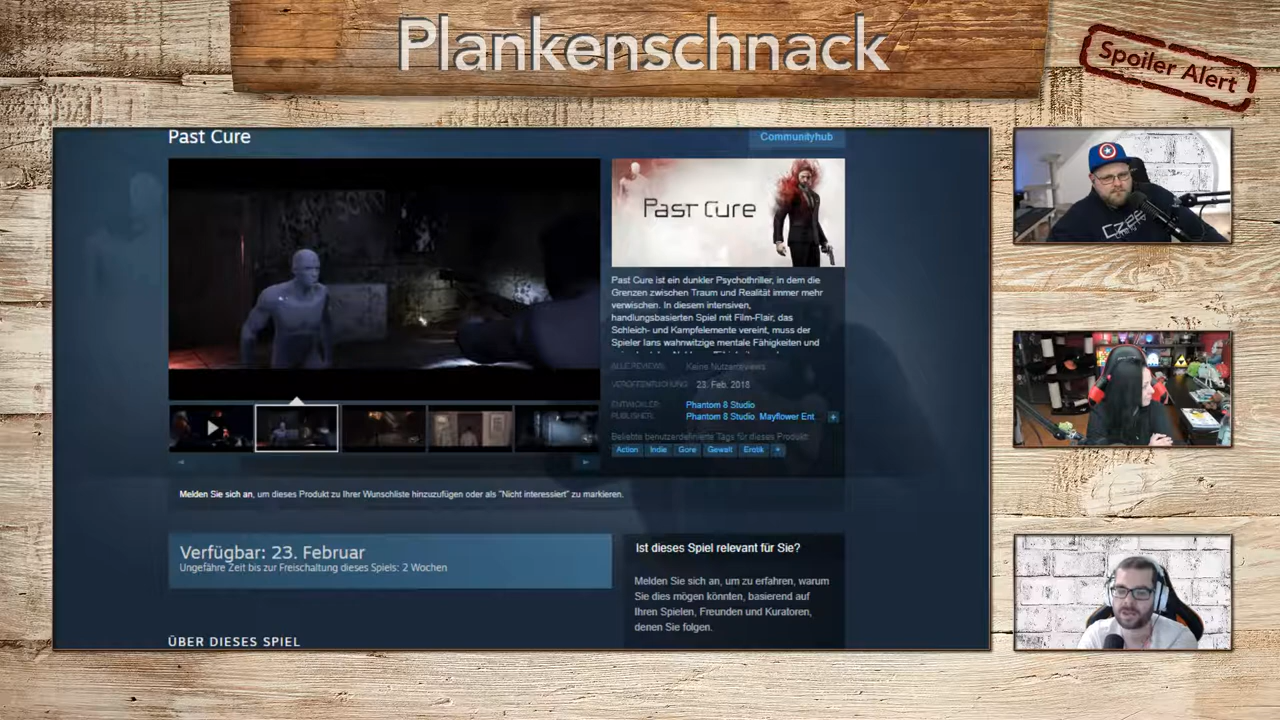 Plankenschnack
Spoiler Alert
Past Cure
Communityhub
Past Cure
Past Cure ist ein dunkler Psychothriller, in dem die
Grenzen zwischen Traum und Realität immer mehr
verwischen. In diesem intensiven,
handlungsbasierten Spiel mit Film-Flair, das
Schleich- und Kampfelemente vereint, muss der
Spieler Ians wahnwitzige mentale Fähigkeiten und
ALLE REVIEWS: Keine Nutzerreviews
VERÖFFENTLICHUNG: 23. Feb. 2018
ENTWICKLER: Phantom 8 Studio
PUBLISHER: Phantom 8 Studio, Mayflower Ent +
Beliebte benutzerdefinierte Tags für dieses Produkt:
Action Indie Gore Gewalt Erotik +
Melden Sie sich an, um dieses Produkt zu Ihrer Wunschliste hinzuzufügen oder als "Nicht interessiert" zu markieren.
Verfügbar: 23. Februar
Ungefähre Zeit bis zur Freischaltung dieses Spiels: 2 Wochen
Ist dieses Spiel relevant für Sie?
Melden Sie sich an, um zu erfahren, warum
Sie dies mögen könnten, basierend auf
Ihren Spielen, Freunden und Kuratoren,
denen Sie folgen.
ÜBER DIESES SPIEL